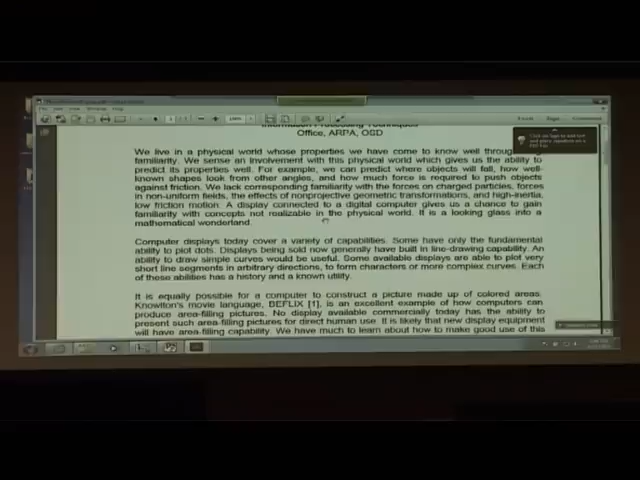 Information Processing Techniques
Office, ARPA, OSD
We live in a physical world whose properties we have come to know well through
familiarity. We sense an involvement with this physical world which gives us the ability to
predict its properties well. For example, we can predict where objects will fall, how well-
known shapes look from other angles, and how much force is required to push objects
against friction. We lack corresponding familiarity with the forces on charged particles, forces
in non-uniform fields, the effects of nonprojective geometric transformations, and high-inertia,
low friction motion. A display connected to a digital computer gives us a chance to gain
familiarity with concepts not realizable in the physical world. It is a looking glass into a
mathematical wonderland.
Computer displays today cover a variety of capabilities. Some have only the fundamental
ability to plot dots. Displays being sold now generally have built in line-drawing capability. An
ability to draw simple curves would be useful. Some available displays are able to plot very
short line segments in arbitrary directions, to form characters or more complex curves. Each
of these abilities has a history and a known utility.
It is equally possible for a computer to construct a picture made up of colored areas.
Knowlton's movie language, BEFLIX [1], is an excellent example of how computers can
produce area-filling pictures. No display available commercially today has the ability to
present such area-filling pictures for direct human use. It is likely that new display equipment
will have area-filling capability. We have much to learn about how to make good use of this